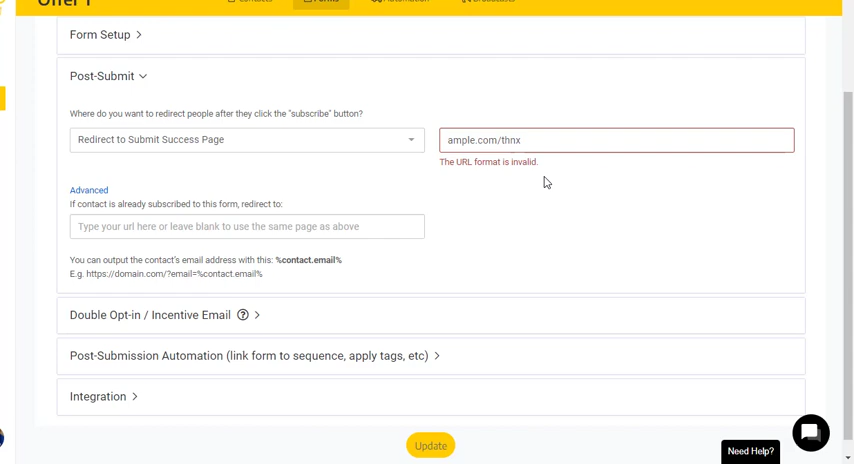 Offer 1
Contacts Forms Automation Broadcasts
Form Setup
Post-Submit
Where do you want to redirect people after they click the "subscribe" button?
Redirect to Submit Success Page
ample.com/thnx
The URL format is invalid.
Advanced
If contact is already subscribed to this form, redirect to:
Type your url here or leave blank to use the same page as above
You can output the contact's email address with this: %contact.email%
E.g. https://domain.com/?email=%contact.email%
Double Opt-in / Incentive Email ?
Post-Submission Automation (link form to sequence, apply tags, etc)
Integration
Update
Need Help?